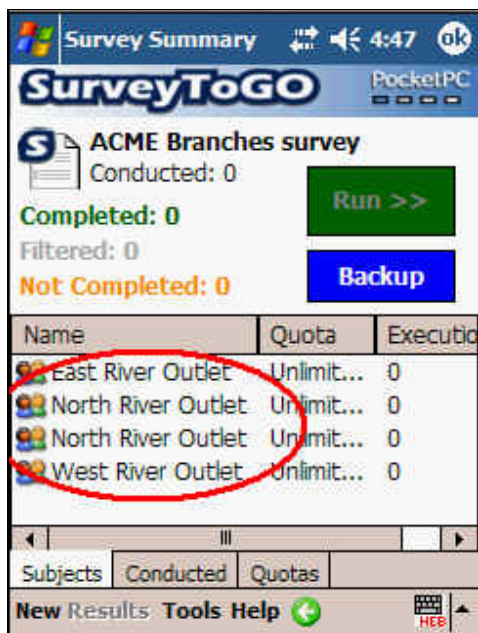 Survey Summary 4:47 ok
SurveyToGO PocketPC
ACME Branches survey
Conducted: 0
Run >>
Completed: 0
Filtered: 0
Backup
Not Completed: 0
Name Quota Executio
East River Outlet Unlimit... 0
North River Outlet Unlimit... 0
North River Outlet Unlimit... 0
West River Outlet Unlimit... 0
Subjects Conducted Quotas
New Results Tools Help HEB